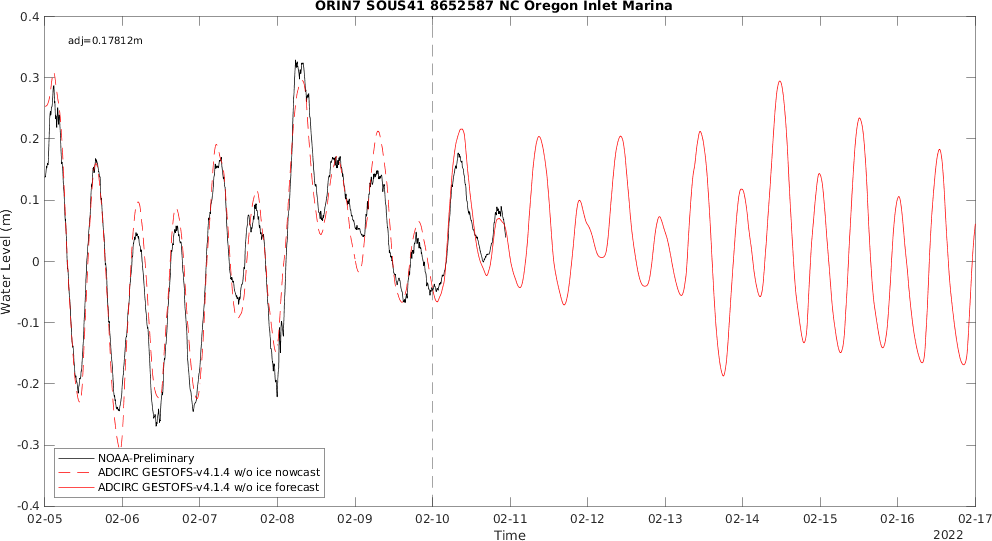 ORIN7 SOUS41 8652587 NC Oregon Inlet Marina
adj=0.17812m
0.4
0.3
0.2
0.1
0
-0.1
-0.2
-0.3
-0.4
Water Level (m)
NOAA-Preliminary
ADCIRC GESTOFS-v4.1.4 w/o ice nowcast
ADCIRC GESTOFS-v4.1.4 w/o ice forecast
02-05 02-06 02-07 02-08 02-09 02-10 02-11 02-12 02-13 02-14 02-15 02-16 02-17
Time
2022